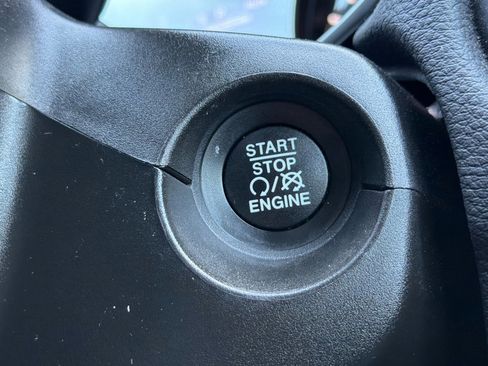 START
STOP
/
ENGINE